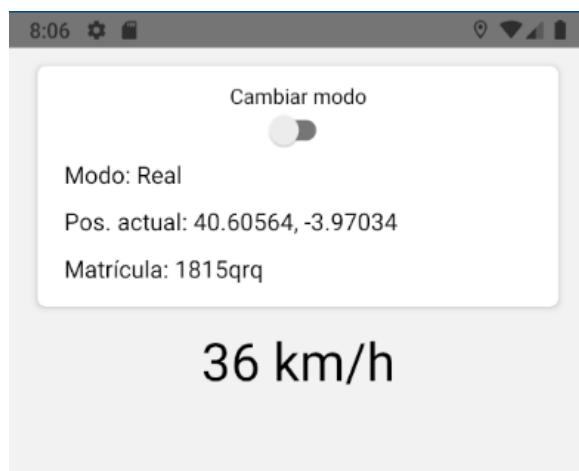 8:06
Cambiar modo
Modo: Real
Pos. actual: 40.60564, -3.97034
Matrícula: 1815qrq
36 km/h